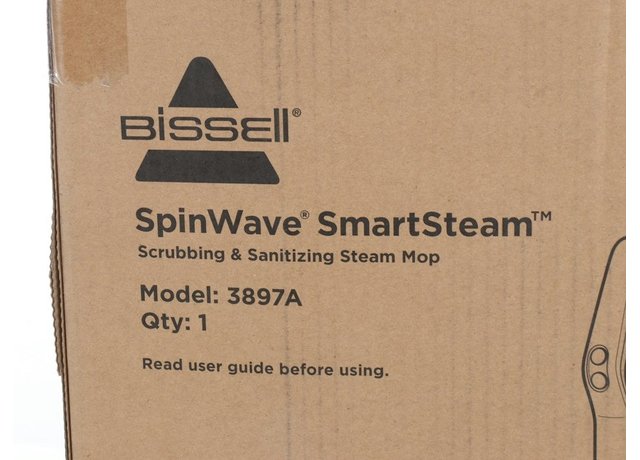 BISSELL®
SpinWave® SmartSteam™
Scrubbing & Sanitizing Steam Mop
Model: 3897A
Qty: 1
Read user guide before using.